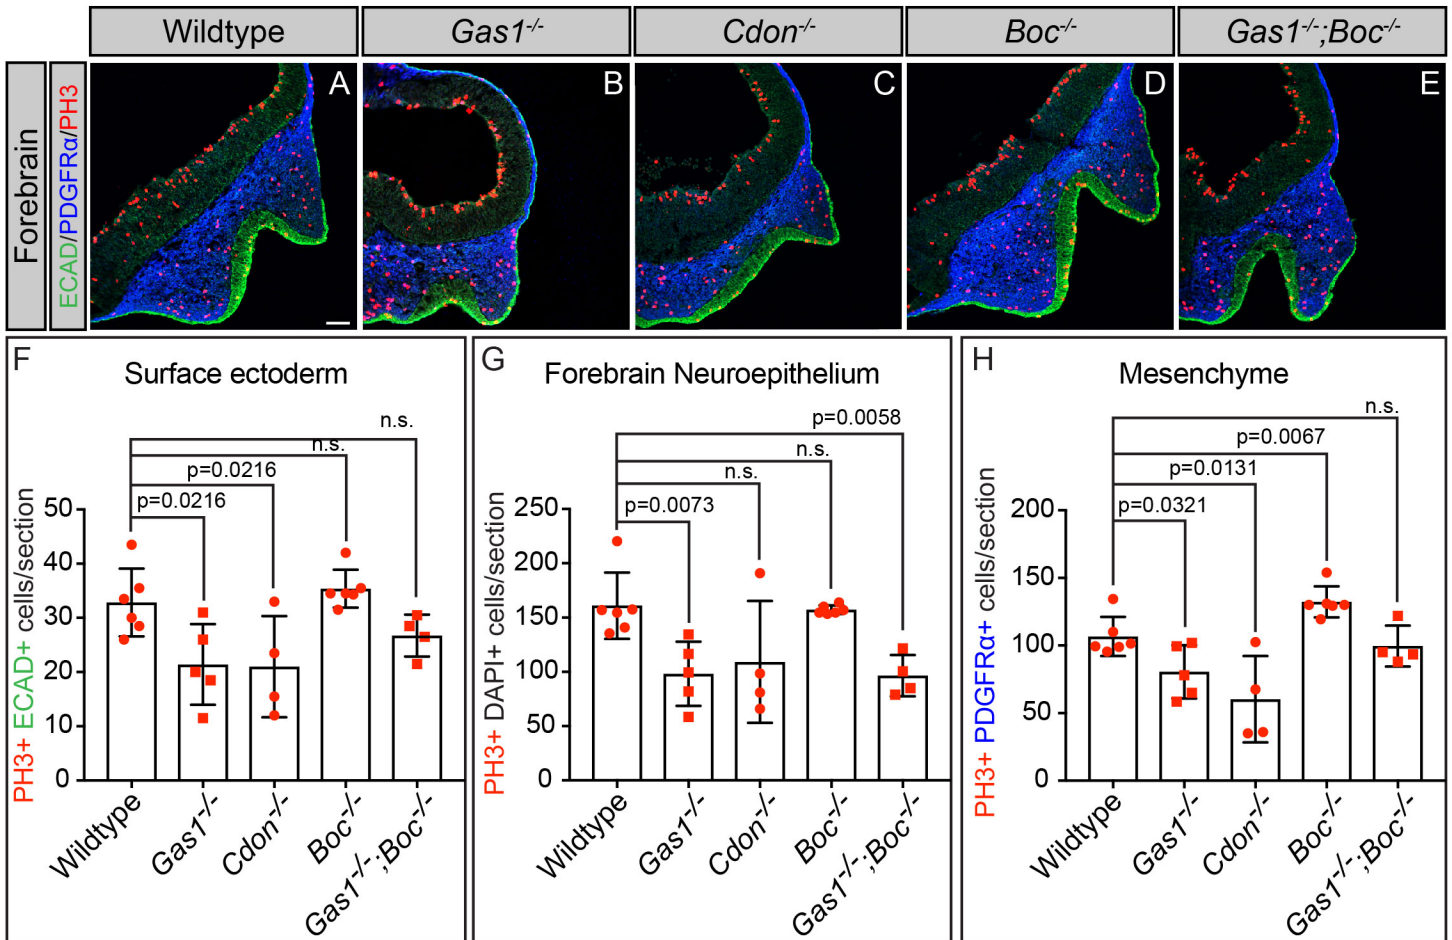 Wildtype
Gas1-/-
Cdon-/-
Boc-/-
Gas1-/-;Boc-/-
Forebrain
ECAD/PDGFRα/PH3
A
B
C
D
E
F
Surface ectoderm
n.s.
n.s.
p=0.0216
p=0.0216
PH3+ ECAD+ cells/section
50
40
30
20
10
0
Wildtype
Gas1-/-
Cdon-/-
Boc-/-
Gas1-/-;Boc-/-
G
Forebrain Neuroepithelium
p=0.0058
n.s.
n.s.
p=0.0073
PH3+ DAPI+ cells/section
250
200
150
100
50
0
Wildtype
Gas1-/-
Cdon-/-
Boc-/-
Gas1-/-;Boc-/-
H
Mesenchyme
n.s.
p=0.0067
p=0.0131
p=0.0321
PH3+ PDGFRα+ cells/section
200
150
100
50
0
Wildtype
Gas1-/-
Cdon-/-
Boc-/-
Gas1-/-;Boc-/-